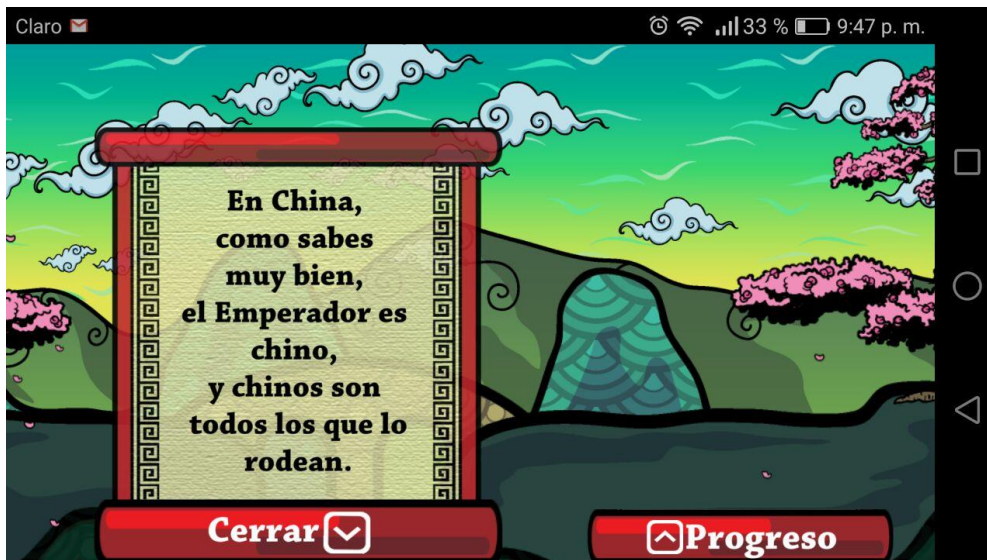 Claro
33 % 9:47 p. m.
En China,
como sabes
muy bien,
el Emperador es
chino,
y chinos son
todos los que lo
rodean.
Cerrar
Progreso